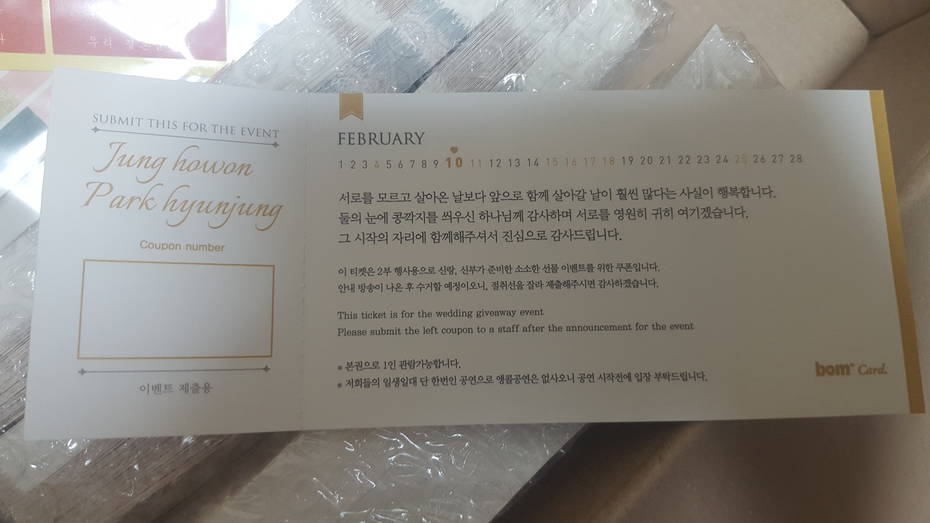 SUBMIT THIS FOR THE EVENT
Jung howon
Park hyunjung
Coupon number
이벤트 제출용
FEBRUARY
1 2 3 4 5 6 7 8 9 10 11 12 13 14 15 16 17 18 19 20 21 22 23 24 25 26 27 28
서로를 모르고 살아온 날보다 앞으로 함께 살아갈 날이 훨씬 많다는 사실이 행복합니다.
둘의 눈에 콩깍지를 씌우신 하나님께 감사하며 서로를 영원히 귀히 여기겠습니다.
그 시작의 자리에 함께해주셔서 진심으로 감사드립니다.
이 티켓은 2부 행사용으로 신랑, 신부가 준비한 소소한 선물 이벤트를 위한 쿠폰입니다.
안내 방송이 나온 후 수거할 예정이오니, 절취선을 잘라 제출해주시면 감사하겠습니다.
This ticket is for the wedding giveaway event
Please submit the left coupon to a staff after the announcement for the event
※ 본권으로 1인 관람가능합니다.
※ 저희들의 일생일대 단 한번인 공연으로 앵콜공연은 없사오니 공연 시작전에 입장 부탁드립니다.
bom™ Card.